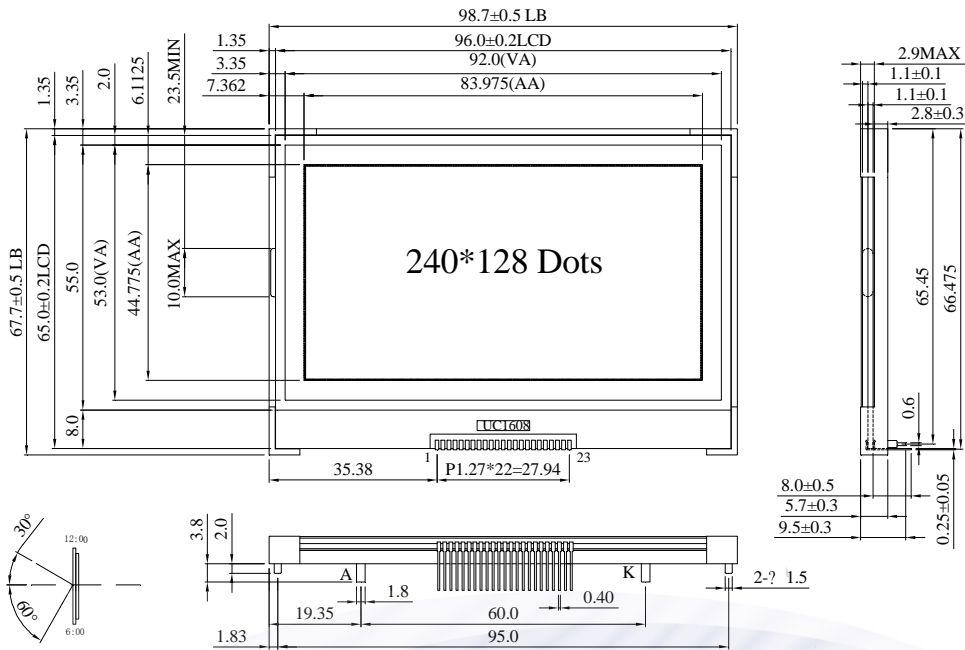 98.7±0.5 LB
1.35
96.0±0.2LCD
3.35
92.0(VA)
7.362
83.975(AA)
1.35
3.35
2.0
6.1125
23.5MIN
2.9MAX
1.1±0.1
1.1±0.1
2.8±0.3
67.7±0.5 LB
65.0±0.2LCD
55.0
53.0(VA)
44.775(AA)
10.0MAX
8.0
240*128 Dots
UC1608
1
23
35.38
P1.27*22=27.94
65.45
66.475
0.6
8.0±0.5
5.7±0.3
9.5±0.3
0.25±0.05
30°
60°
12:00
6:00
3.8
2.0
A
K
1.8
0.40
2-? 1.5
19.35
60.0
1.83
95.0